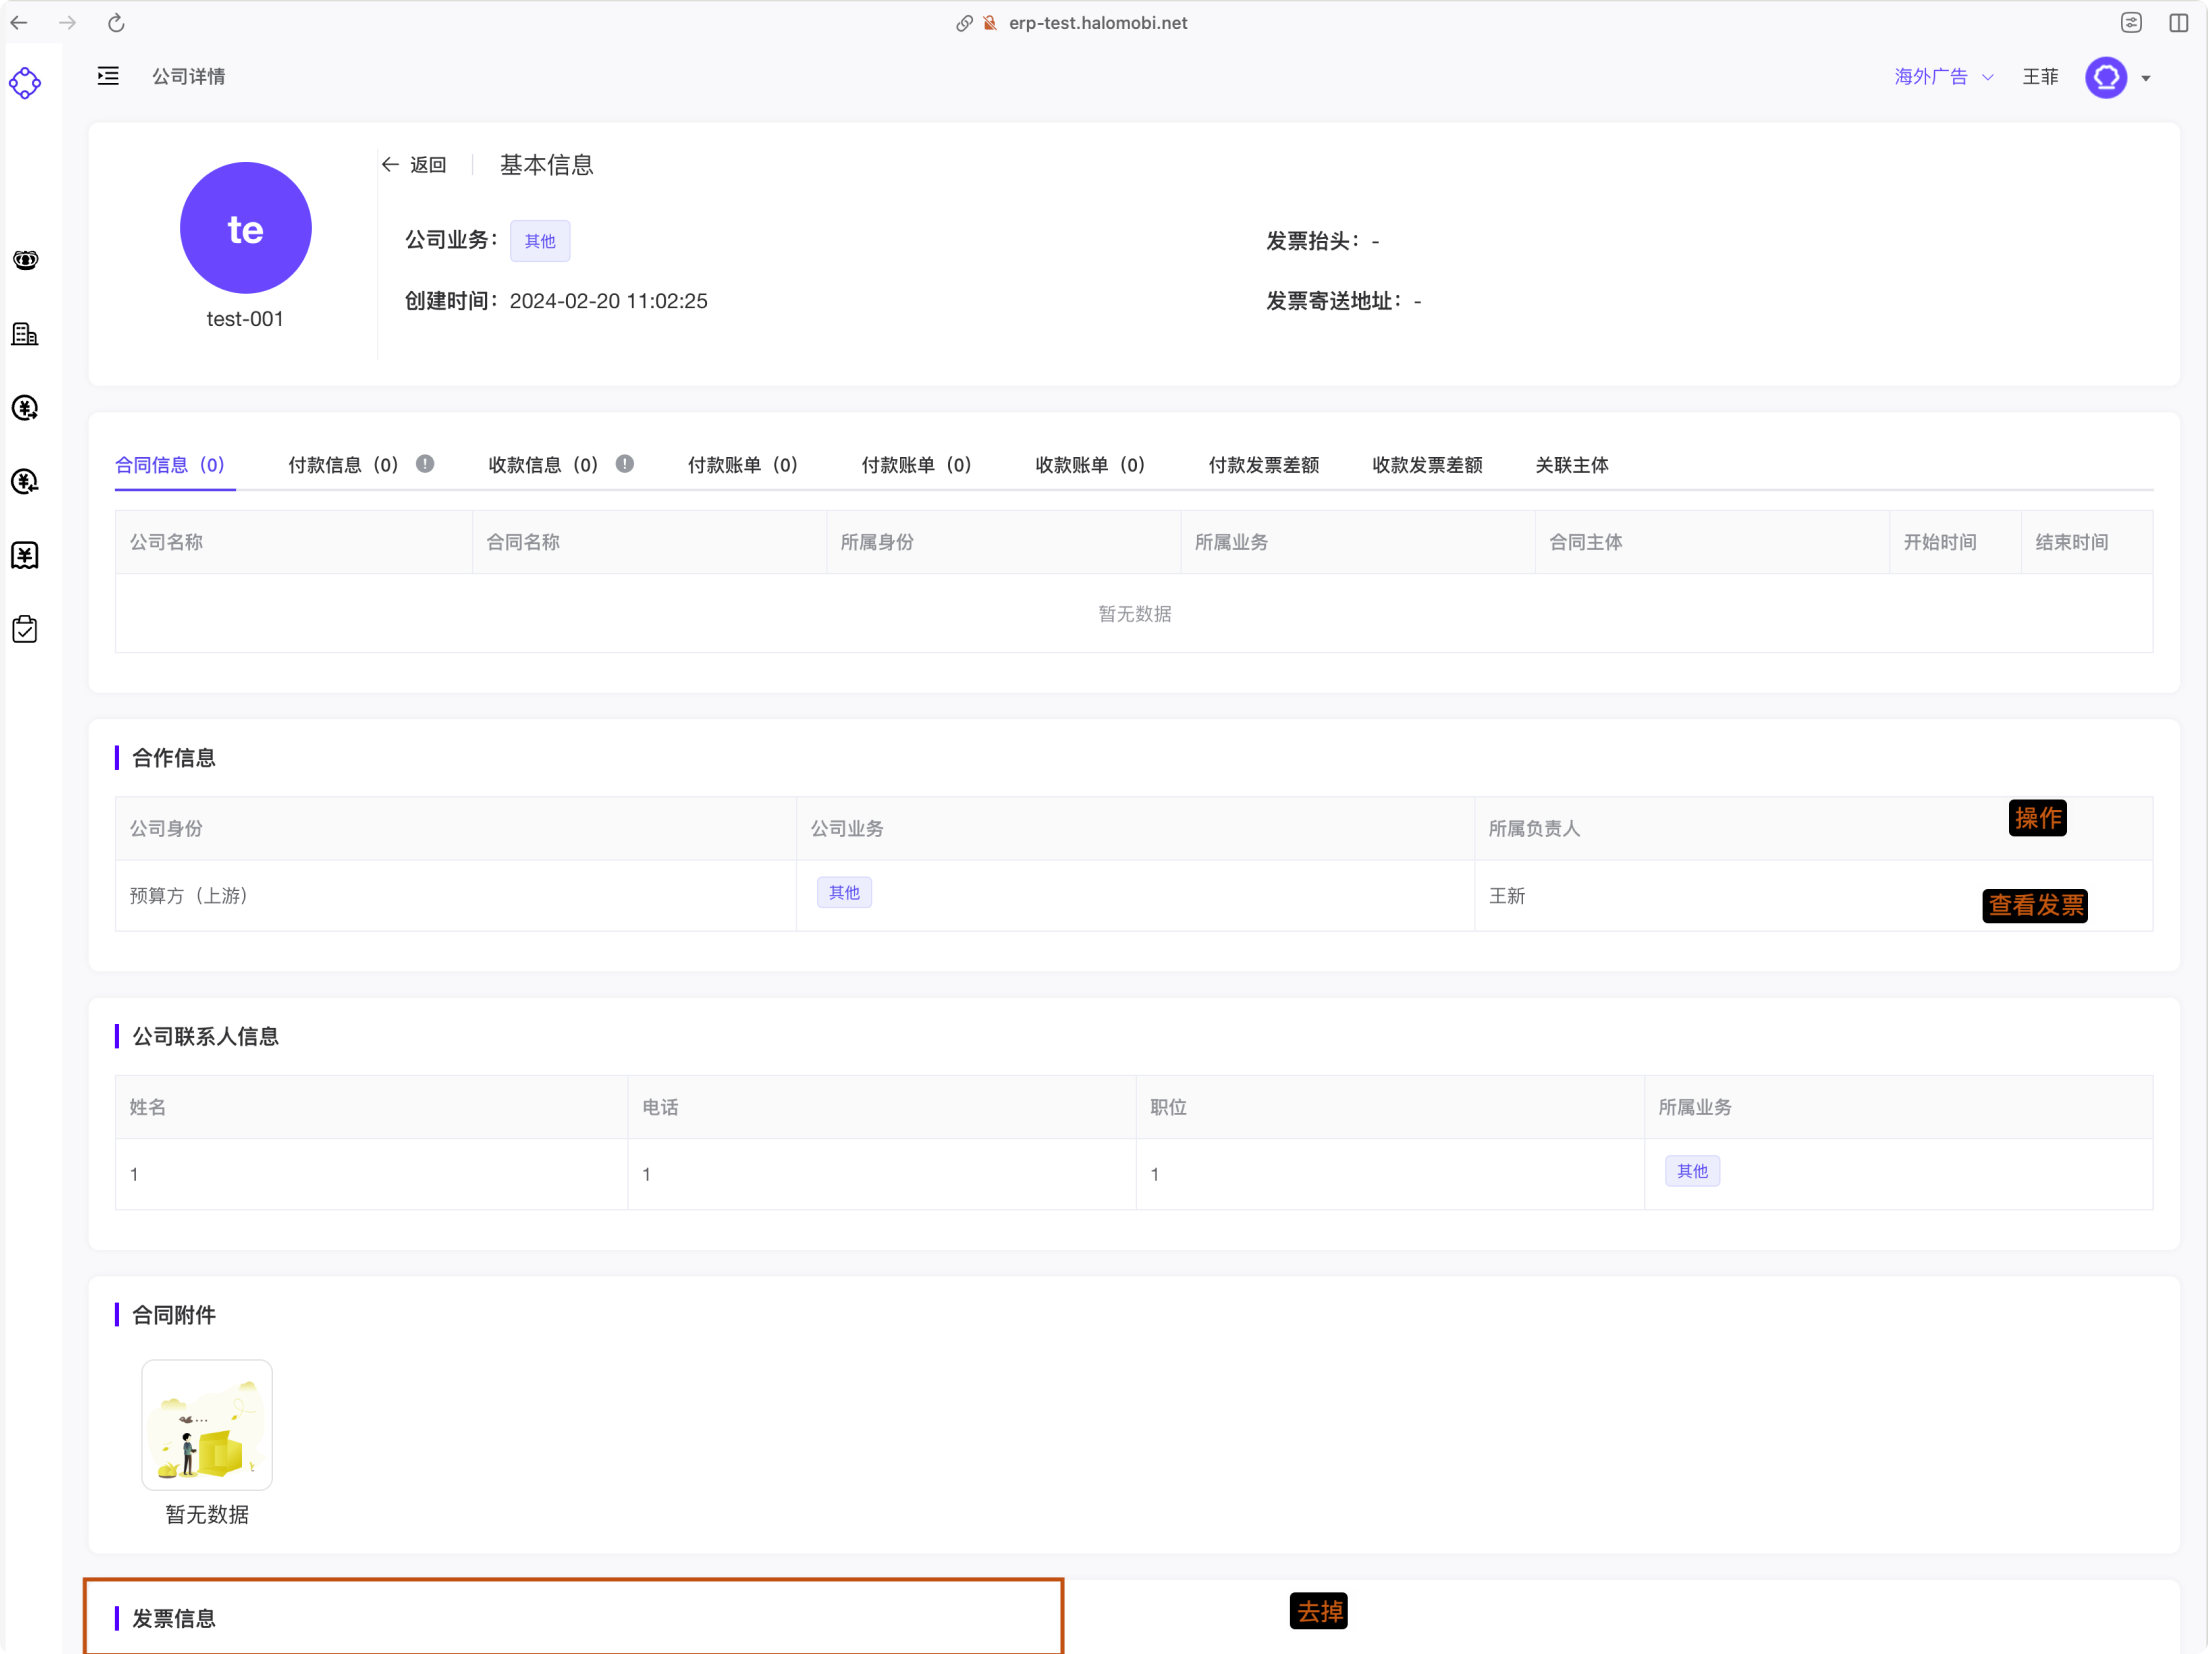 erp-test.halomobi.net
公司详情
海外广告
王菲
te
test-001
返回
基本信息
公司业务： 其他
发票抬头： -
创建时间： 2024-02-20 11:02:25
发票寄送地址： -
合同信息（0） 付款信息（0） 收款信息（0） 付款账单（0） 付款账单（0） 收款账单（0） 付款发票差额 收款发票差额 关联主体
公司名称 合同名称 所属身份 所属业务 合同主体 开始时间 结束时间
暂无数据
合作信息
公司身份 公司业务 所属负责人 操作
预算方（上游） 其他 王新 查看发票
公司联系人信息
姓名 电话 职位 所属业务
1 1 1 其他
合同附件
暂无数据
发票信息 去掉